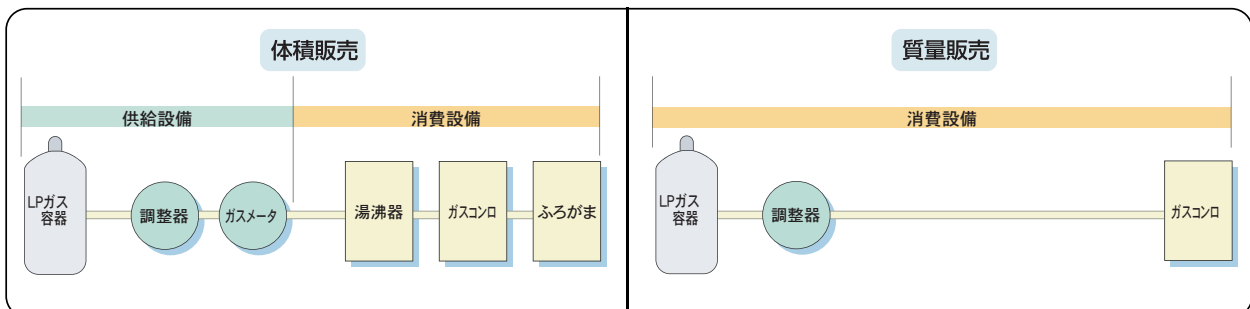 体積販売
供給設備
消費設備
LPガス
容器
調整器
ガスメータ
湯沸器
ガスコンロ
ふろがま
質量販売
消費設備
LPガス
容器
調整器
ガスコンロ